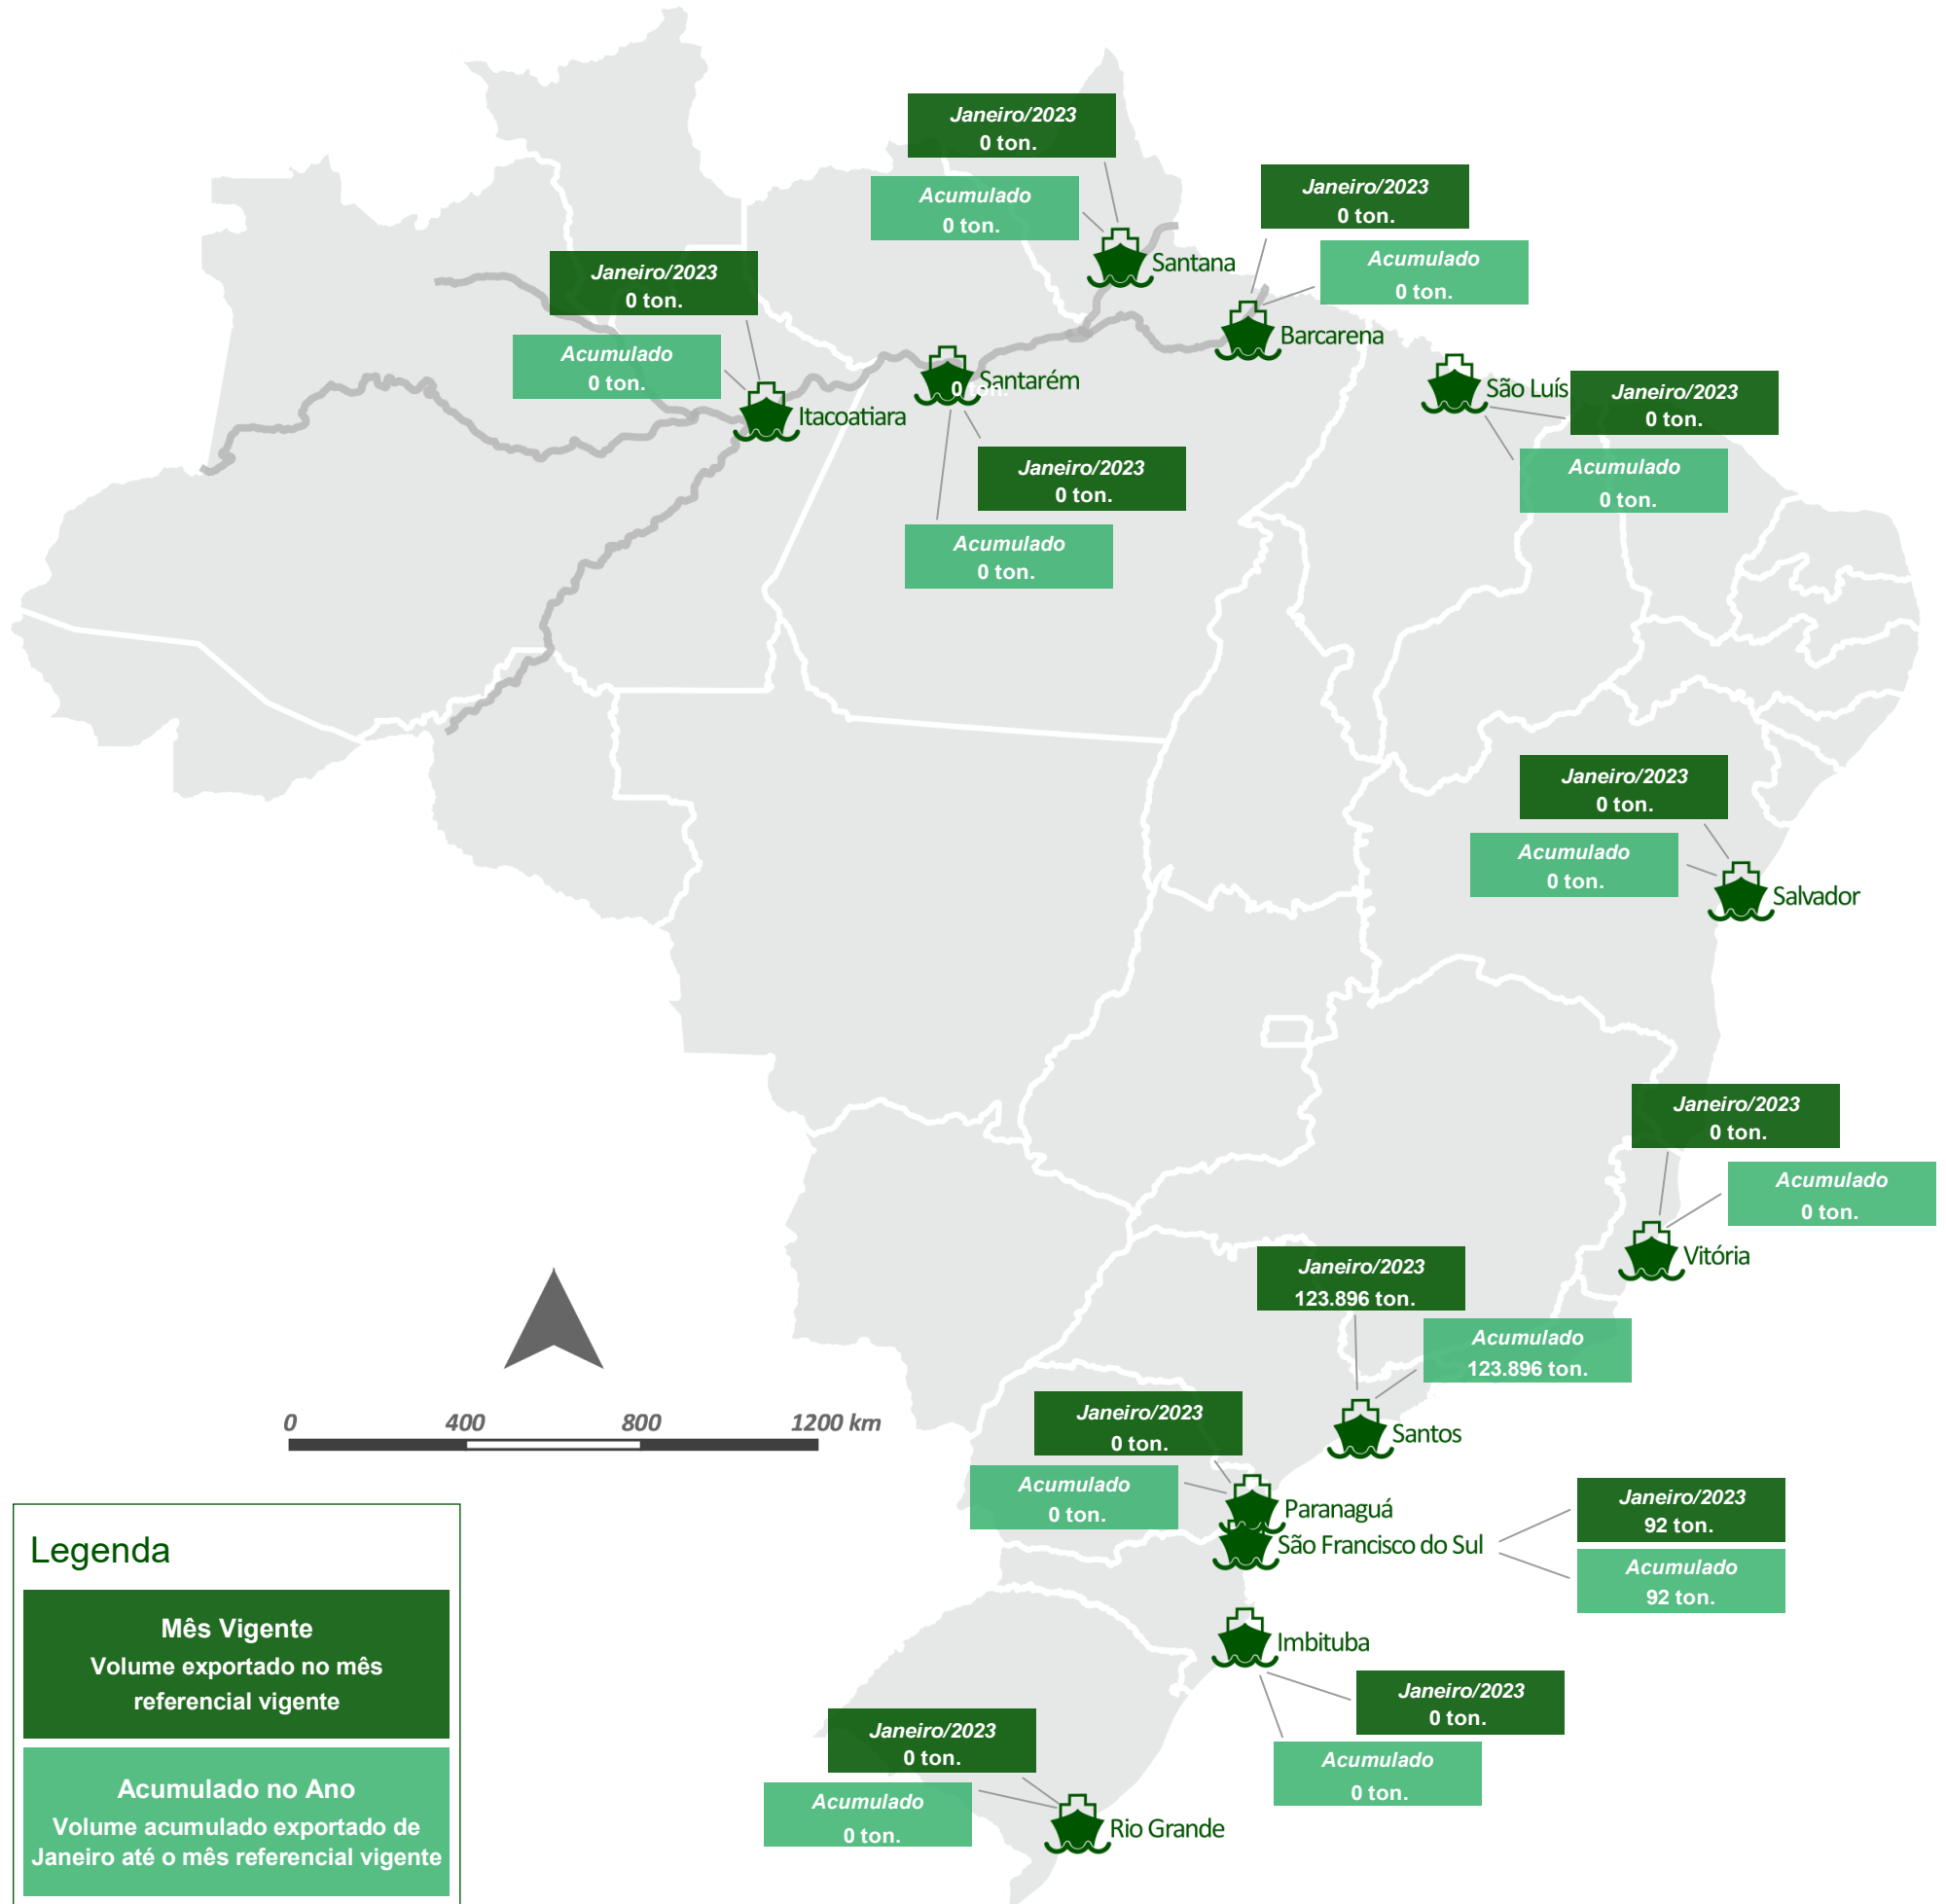 Janeiro/2023
0 ton.
Acumulado
0 ton.
Santana
Janeiro/2023
0 ton.
Acumulado
0 ton.
Barcarena
Janeiro/2023
0 ton.
Acumulado
0 ton.
Itacoatiara
Santarém
0 ton.
Janeiro/2023
0 ton.
Acumulado
0 ton.
São Luís
Janeiro/2023
0 ton.
Acumulado
0 ton.
Janeiro/2023
0 ton.
Acumulado
0 ton.
Salvador
Janeiro/2023
0 ton.
Acumulado
0 ton.
Vitória
Janeiro/2023
123.896 ton.
Acumulado
123.896 ton.
Santos
Janeiro/2023
0 ton.
Acumulado
0 ton.
Paranaguá
São Francisco do Sul
Janeiro/2023
92 ton.
Acumulado
92 ton.
Imbituba
Janeiro/2023
0 ton.
Acumulado
0 ton.
Janeiro/2023
0 ton.
Acumulado
0 ton.
Rio Grande
0 400 800 1200 km
Legenda
Mês Vigente
Volume exportado no mês
referencial vigente
Acumulado no Ano
Volume acumulado exportado de
Janeiro até o mês referencial vigente